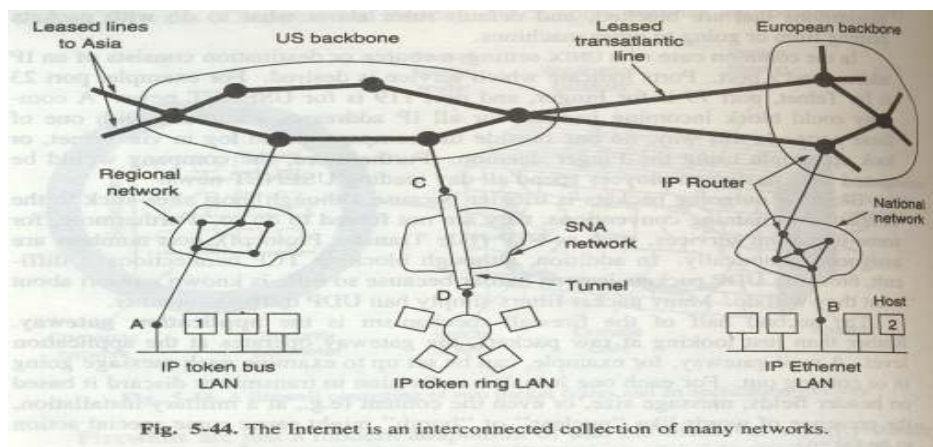 Leased lines
to Asia
US backbone
Leased
transatlantic
line
European backbone
Regional
network
C
IP Router
National
network
SNA
network
Tunnel
D
A
1
B
Host
2
IP token bus
LAN
IP token ring LAN
IP Ethernet
LAN
Fig. 5-44. The Internet is an interconnected collection of many networks.